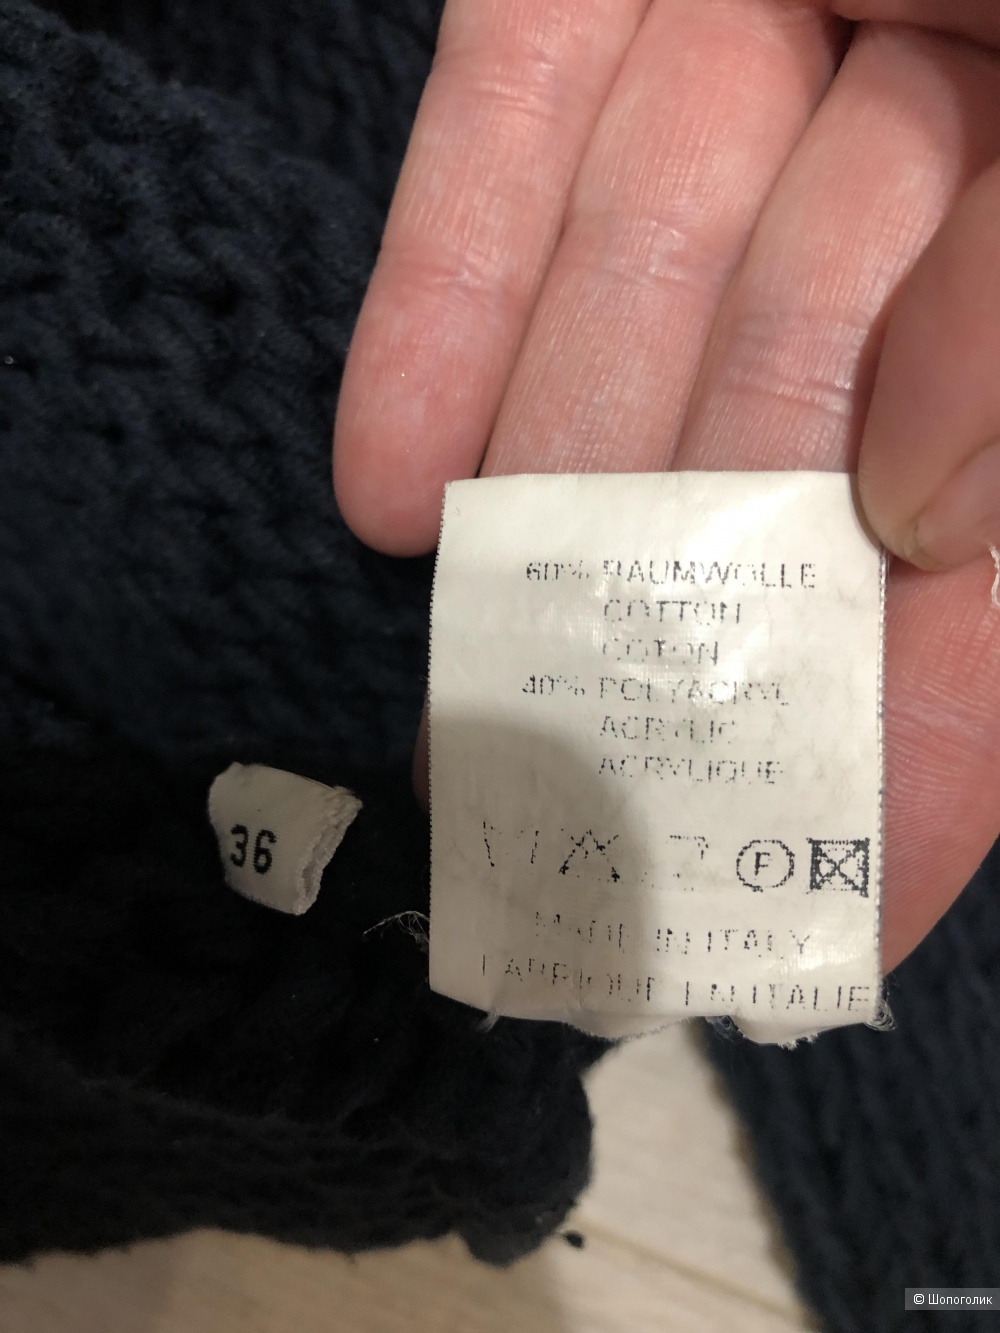 60% BAUMWOLLE
COTTON
COTON
40% POLYACRYL
ACRYLIC
ACRYLIQUE
F
MADE IN ITALY
FABRIQUE EN ITALIE
36
© Шопоголик